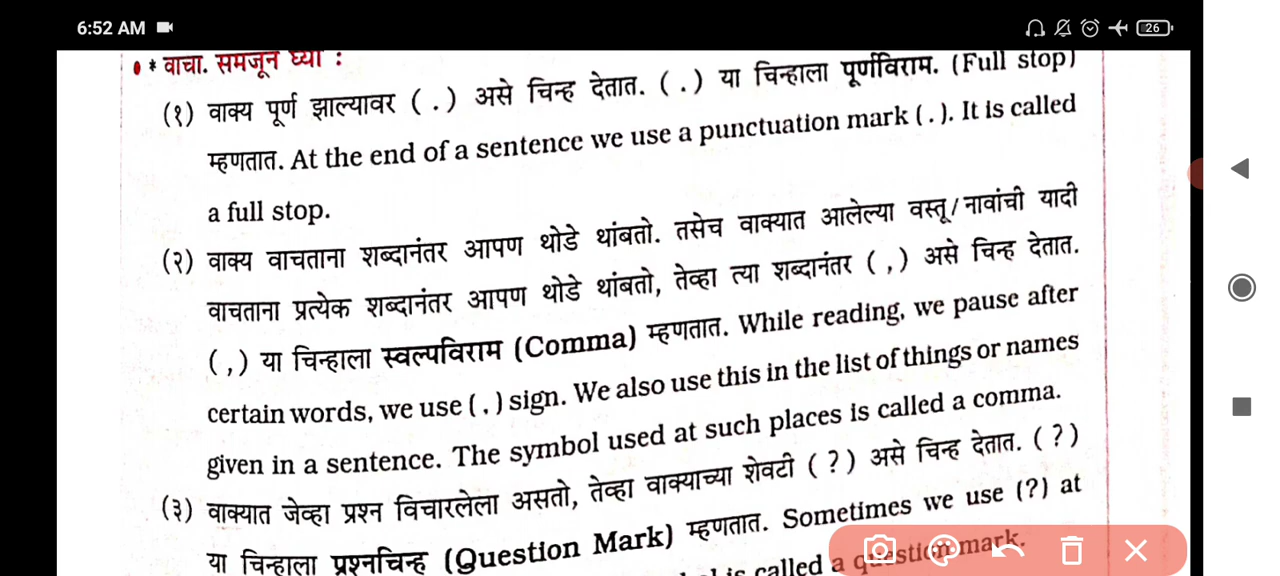 6:52 AM
26
* वाचा. समजून घ्या :
(१) वाक्य पूर्ण झाल्यावर ( . ) असे चिन्ह देतात. ( . ) या चिन्हाला पूर्णविराम. (Full stop)
म्हणतात. At the end of a sentence we use a punctuation mark ( . ). It is called
a full stop.
(२) वाक्य वाचताना शब्दानंतर आपण थोडे थांबतो. तसेच वाक्यात आलेल्या वस्तू/नावांची यादी
वाचताना प्रत्येक शब्दानंतर आपण थोडे थांबतो, तेव्हा त्या शब्दानंतर ( , ) असे चिन्ह देतात.
( , ) या चिन्हाला स्वल्पविराम (Comma) म्हणतात. While reading, we pause after
certain words, we use ( , ) sign. We also use this in the list of things or names
given in a sentence. The symbol used at such places is called a comma.
(३) वाक्यात जेव्हा प्रश्न विचारलेला असतो, तेव्हा वाक्याच्या शेवटी ( ? ) असे चिन्ह देतात. ( ? )
या चिन्हाला प्रश्नचिन्ह (Question Mark) म्हणतात. Sometimes we use (?) at
is called a question mark.